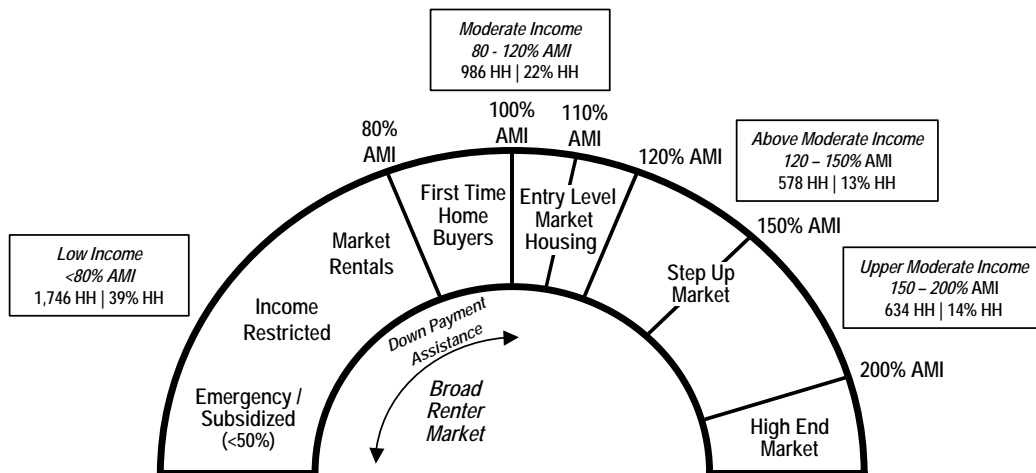 Moderate Income
80 - 120% AMI
986 HH | 22% HH
80%
AMI
100%
AMI
110%
AMI
120% AMI
Above Moderate Income
120 – 150% AMI
578 HH | 13% HH
150% AMI
Upper Moderate Income
150 – 200% AMI
634 HH | 14% HH
200% AMI
Low Income
<80% AMI
1,746 HH | 39% HH
Emergency /
Subsidized
(<50%)
Income
Restricted
Market
Rentals
First Time
Home
Buyers
Entry Level
Market
Housing
Step Up
Market
High End
Market
Down Payment
Assistance
Broad
Renter
Market